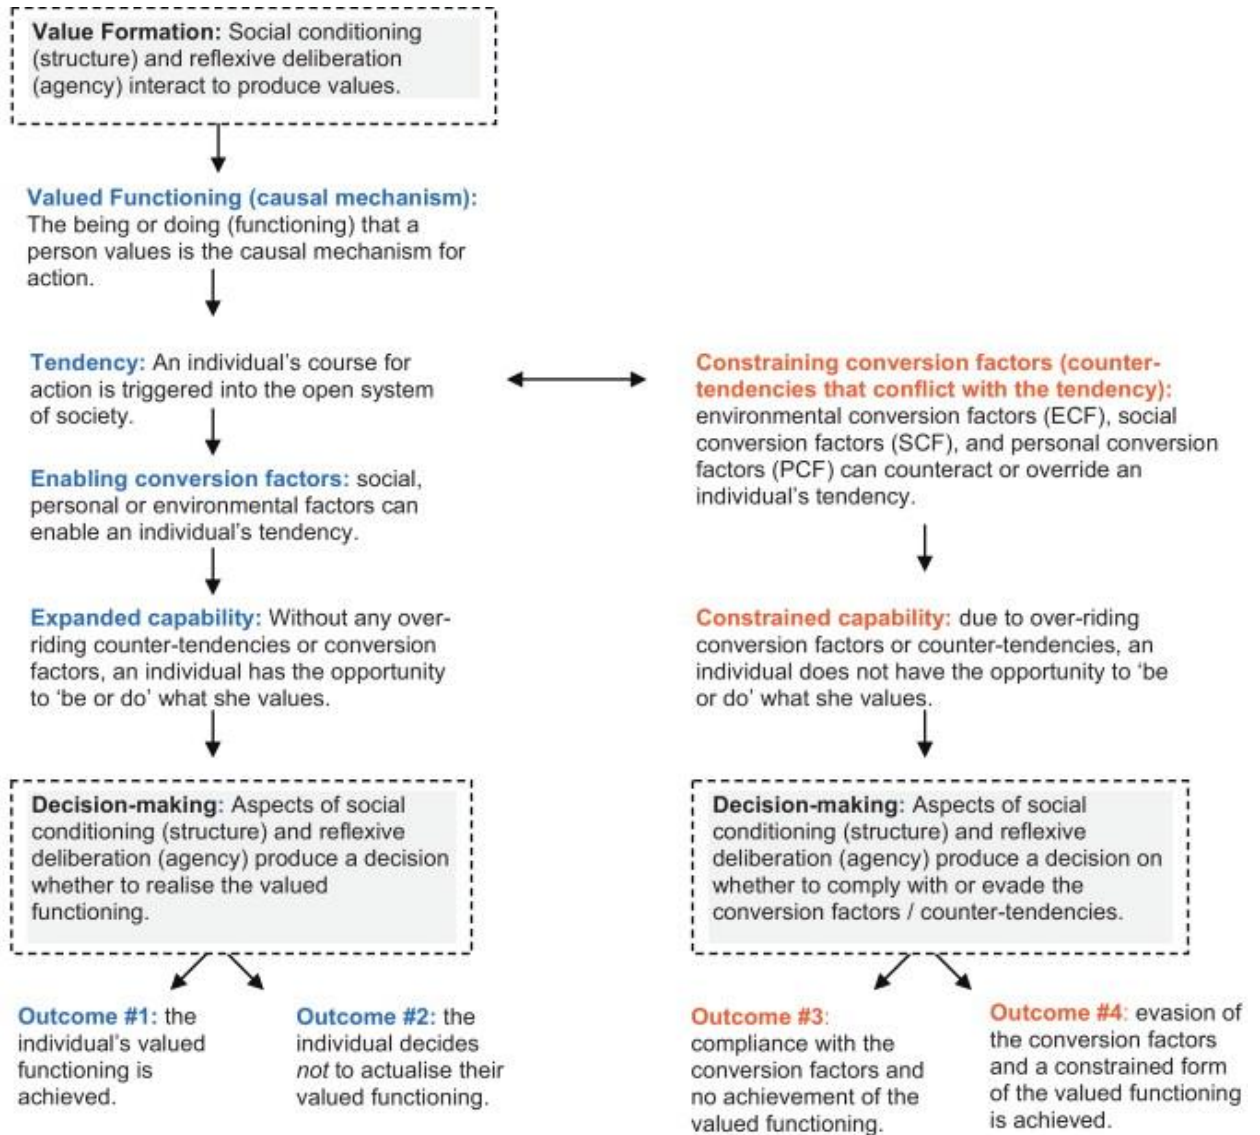 Value Formation: Social conditioning
(structure) and reflexive deliberation
(agency) interact to produce values.
Valued Functioning (causal mechanism):
The being or doing (functioning) that a
person values is the causal mechanism for
action.
Tendency: An individual's course for
action is triggered into the open system
of society.
Enabling conversion factors: social,
personal or environmental factors can
enable an individual's tendency.
Expanded capability: Without any over-
riding counter-tendencies or conversion
factors, an individual has the opportunity
to 'be or do' what she values.
Decision-making: Aspects of social
conditioning (structure) and reflexive
deliberation (agency) produce a decision
whether to realise the valued
functioning.
Outcome #1: the
individual's valued
functioning is
achieved.
Outcome #2: the
individual decides
not to actualise their
valued functioning.
Constraining conversion factors (counter-
tendencies that conflict with the tendency):
environmental conversion factors (ECF), social
conversion factors (SCF), and personal conversion
factors (PCF) can counteract or override an
individual's tendency.
Constrained capability: due to over-riding
conversion factors or counter-tendencies, an
individual does not have the opportunity to 'be
or do' what she values.
Decision-making: Aspects of social
conditioning (structure) and reflexive
deliberation (agency) produce a decision on
whether to comply with or evade the
conversion factors / counter-tendencies.
Outcome #3:
compliance with the
conversion factors and
no achievement of the
valued functioning.
Outcome #4: evasion of
the conversion factors
and a constrained form
of the valued functioning
is achieved.